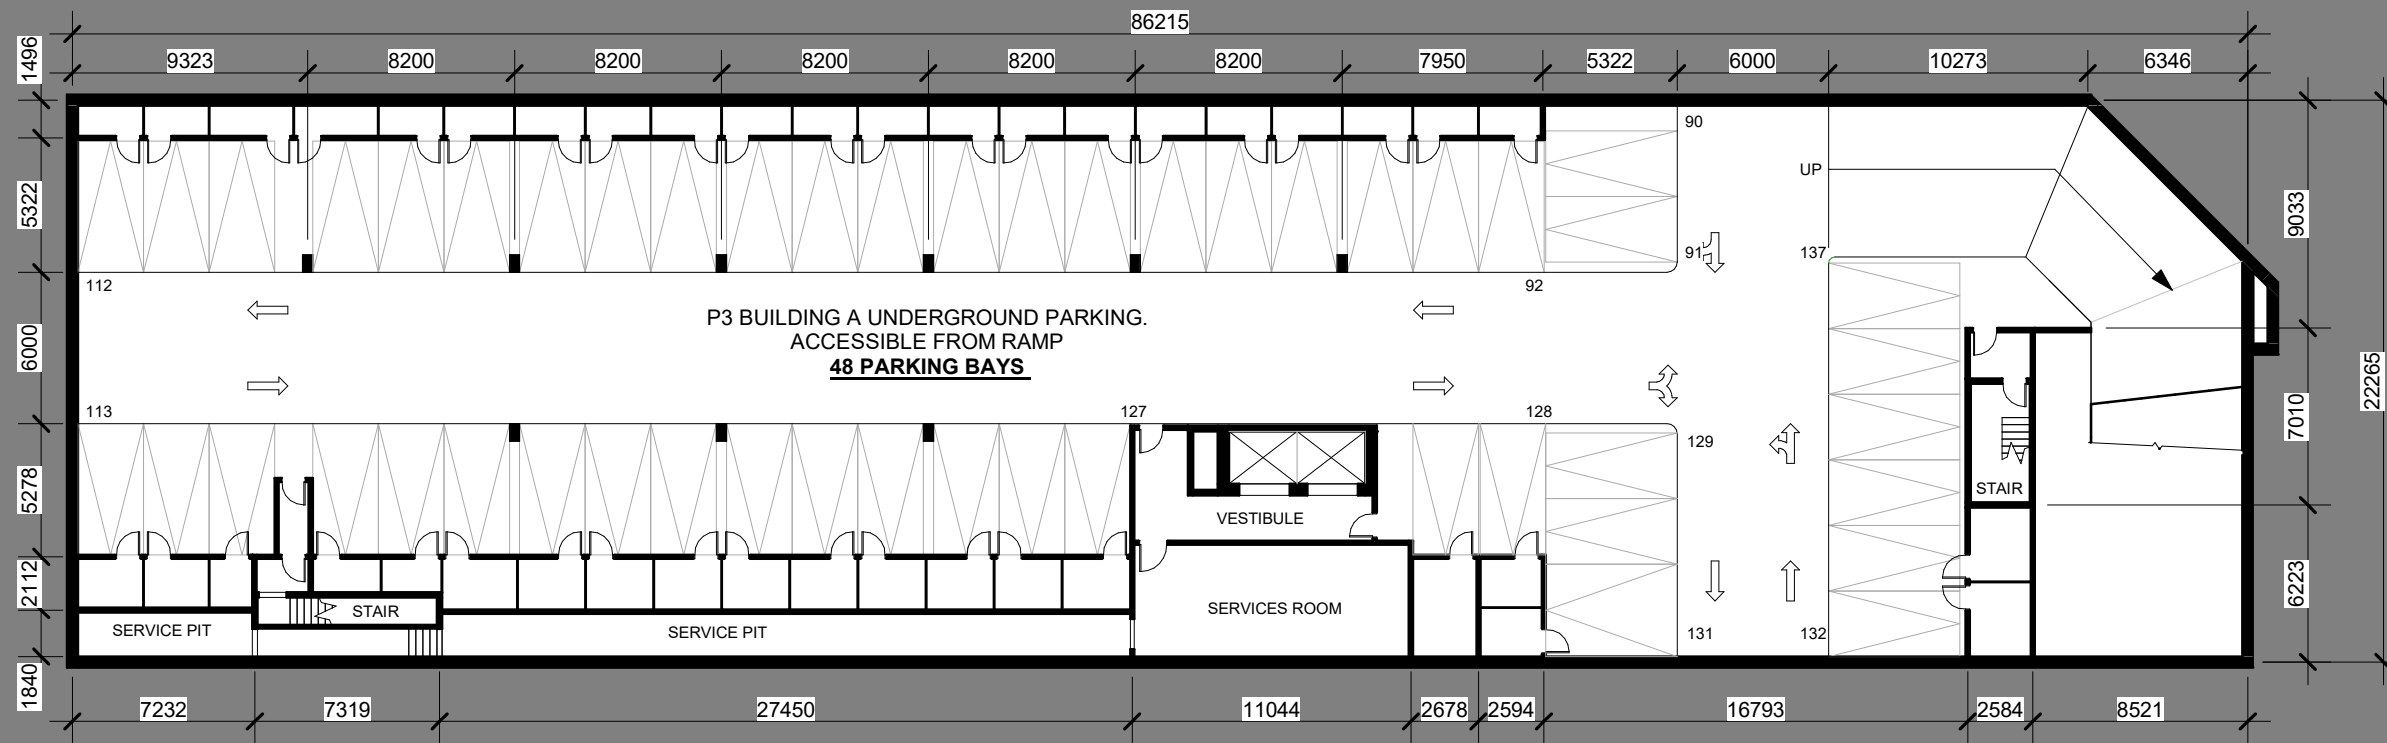 86215
9323 8200 8200 8200 8200 8200 7950 5322 6000 10273 6346
1496
5322
6000
5278
2112
1840
90
UP
91
137
112
92
P3 BUILDING A UNDERGROUND PARKING.
ACCESSIBLE FROM RAMP
48 PARKING BAYS
113
127
128
129
STAIR
VESTIBULE
STAIR
SERVICES ROOM
SERVICE PIT
SERVICE PIT
131
132
9033
7010
6223
22265
7232 7319 27450 11044 2678 2594 16793 2584 8521